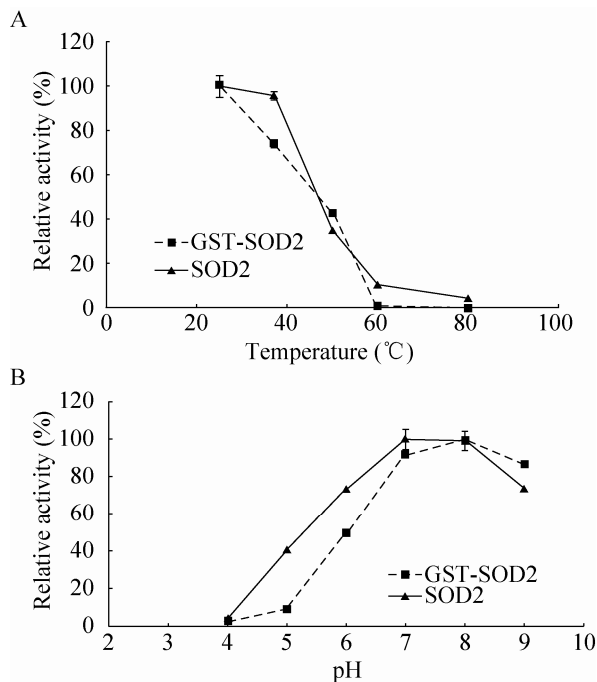 A
Relative activity (%)
120
100
80
60
40
20
0
GST-SOD2
SOD2
0 20 40 60 80 100
Temperature (℃)
B
Relative activity (%)
120
100
80
60
40
20
0
GST-SOD2
SOD2
2 3 4 5 6 7 8 9 10
pH